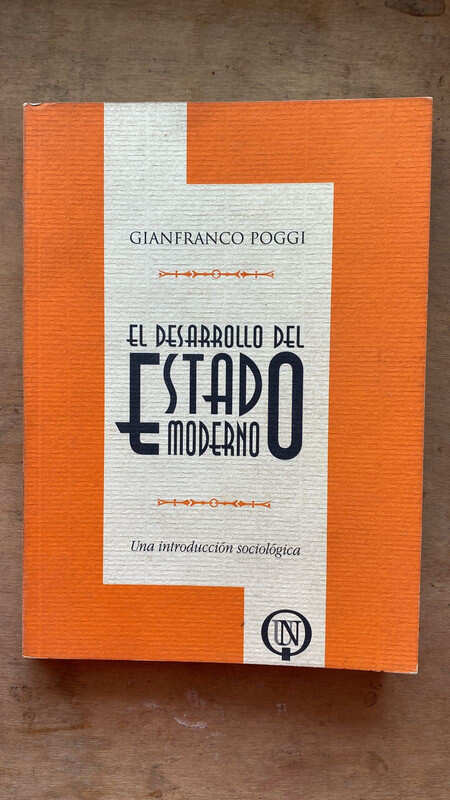 GIANFRANCO POGGI
EL DESARROLLO DEL
ESTADO
MODERNO
Una introducción sociológica
UNQ